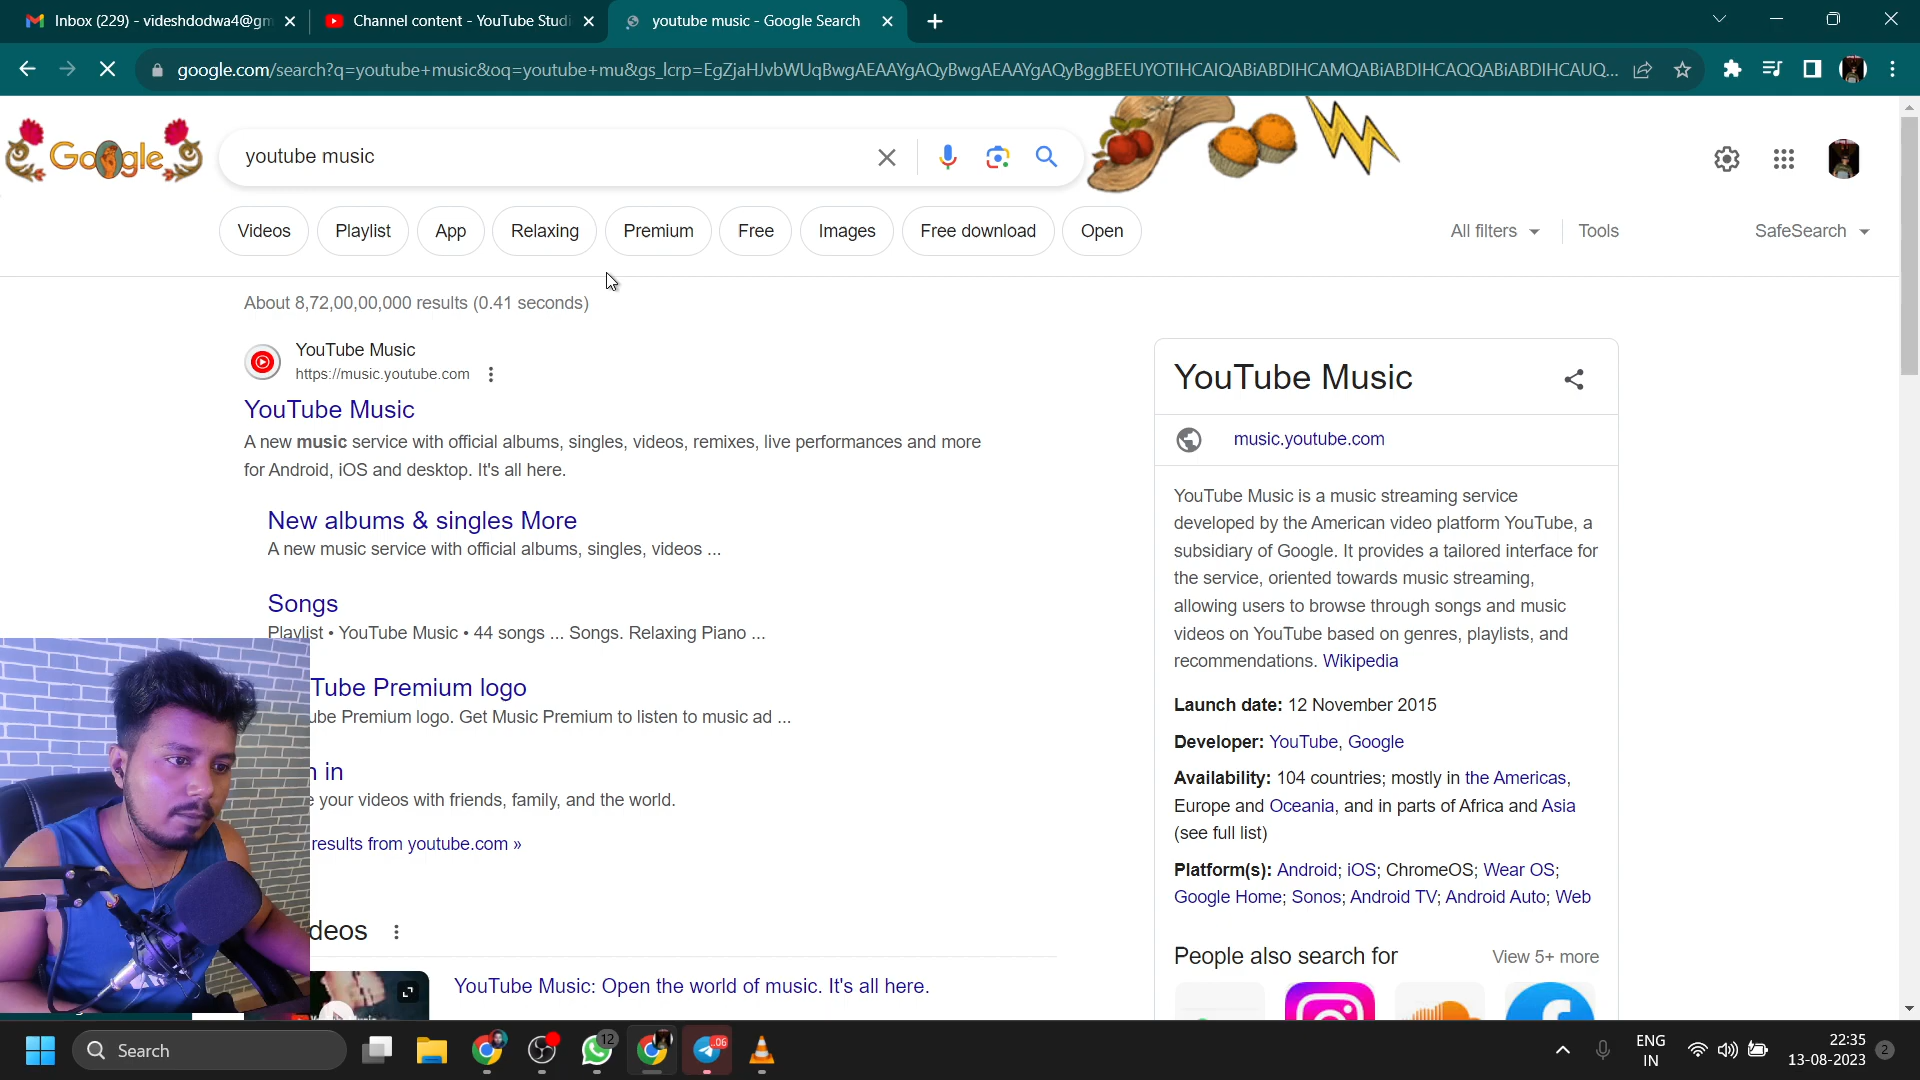 Inbox (229) - videshdodwa4@gm
Channel content - YouTube Studi
youtube music - Google Search
google.com/search?q=youtube+music&oq=youtube+mu&gs_lcrp=EgZjaHJvbWUqBwgAEAAYgAQyBwgAEAAYgAQyBggBEEUYOTIHCAIQABiABDIHCAMQABiABDIHCAQQABiABDIHCAUQ...
Google
youtube music
Videos
Playlist
App
Relaxing
Premium
Free
Images
Free download
Open
All filters
Tools
SafeSearch
About 8,72,00,00,000 results (0.41 seconds)
YouTube Music
https://music.youtube.com
YouTube Music
A new music service with official albums, singles, videos, remixes, live performances and more
for Android, iOS and desktop. It's all here.
New albums & singles More
A new music service with official albums, singles, videos ...
Songs
Playlist • YouTube Music • 44 songs ... Songs. Relaxing Piano ...
Tube Premium logo
ube Premium logo. Get Music Premium to listen to music ad ...
n in
e your videos with friends, family, and the world.
results from youtube.com »
deos
YouTube Music: Open the world of music. It's all here.
YouTube Music
music.youtube.com
YouTube Music is a music streaming service
developed by the American video platform YouTube, a
subsidiary of Google. It provides a tailored interface for
the service, oriented towards music streaming,
allowing users to browse through songs and music
videos on YouTube based on genres, playlists, and
recommendations. Wikipedia
Launch date: 12 November 2015
Developer: YouTube, Google
Availability: 104 countries; mostly in the Americas,
Europe and Oceania, and in parts of Africa and Asia
(see full list)
Platform(s): Android; iOS; ChromeOS; Wear OS;
Google Home; Sonos; Android TV; Android Auto; Web
People also search for
View 5+ more
Search
12
.06
ENG
IN
22:35
13-08-2023
2